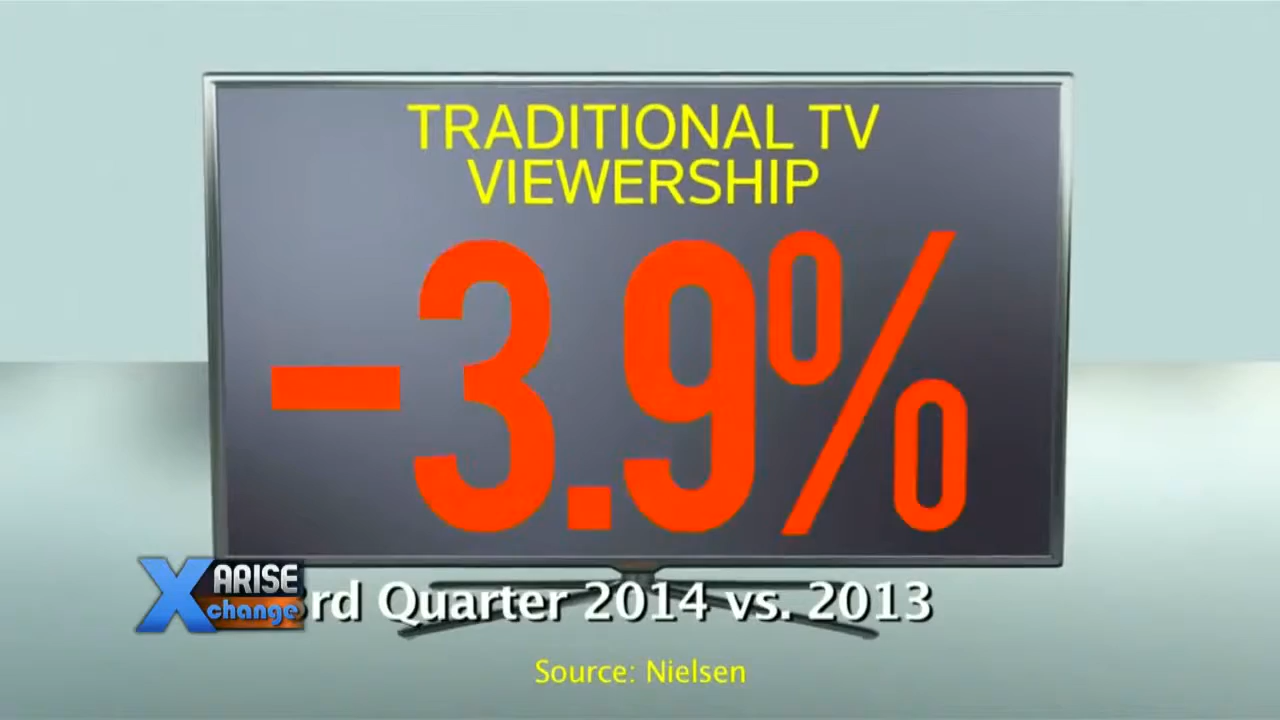 TRADITIONAL TV
VIEWERSHIP
-3.9%
X ARISE
change
rd Quarter 2014 vs. 2013
Source: Nielsen